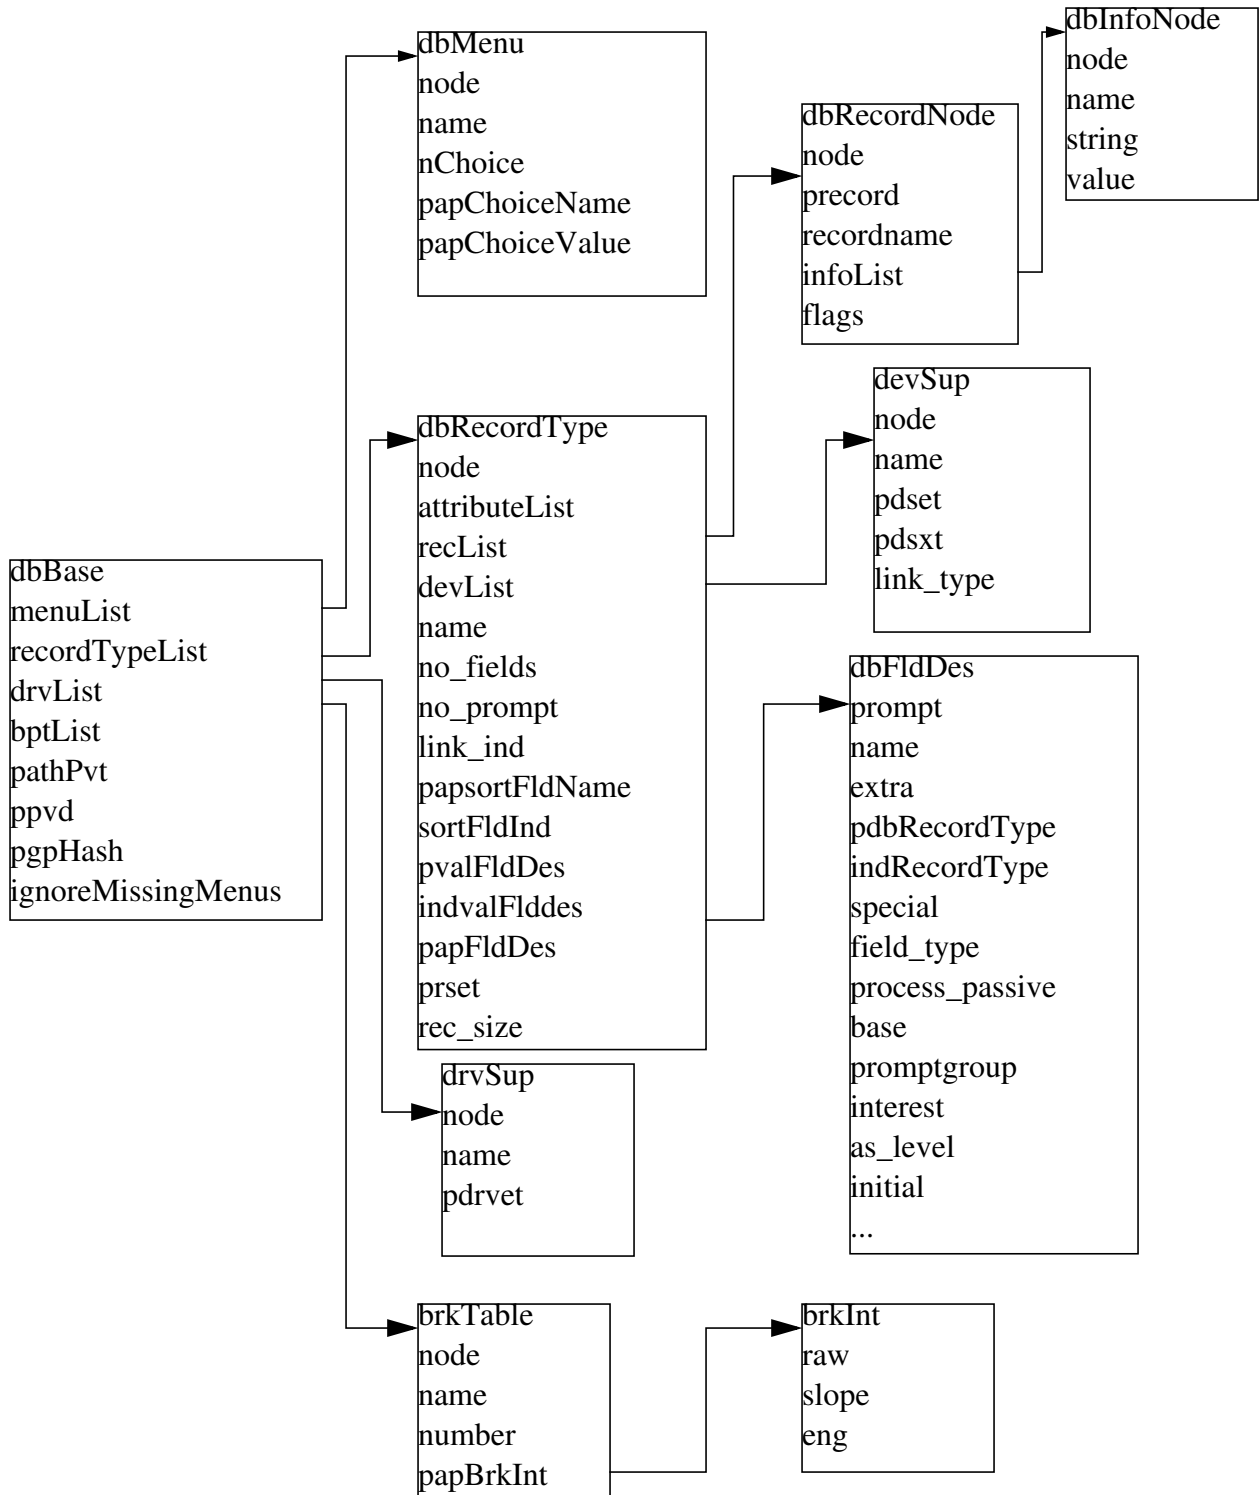 dbBase
menuList
recordTypeList
drvList
bptList
pathPvt
ppvd
pgpHash
ignoreMissingMenus
dbMenu
node
name
nChoice
papChoiceName
papChoiceValue
dbRecordType
node
attributeList
recList
devList
name
no_fields
no_prompt
link_ind
papsortFldName
sortFldInd
pvalFldDes
indvalFlddes
papFldDes
prset
rec_size
drvSup
node
name
pdrvet
brkTable
node
name
number
papBrkInt
dbRecordNode
node
precord
recordname
infoList
flags
dbInfoNode
node
name
string
value
devSup
node
name
pdset
pdsxt
link_type
dbFldDes
prompt
name
extra
pdbRecordType
indRecordType
special
field_type
process_passive
base
promptgroup
interest
as_level
initial
...
brkInt
raw
slope
eng